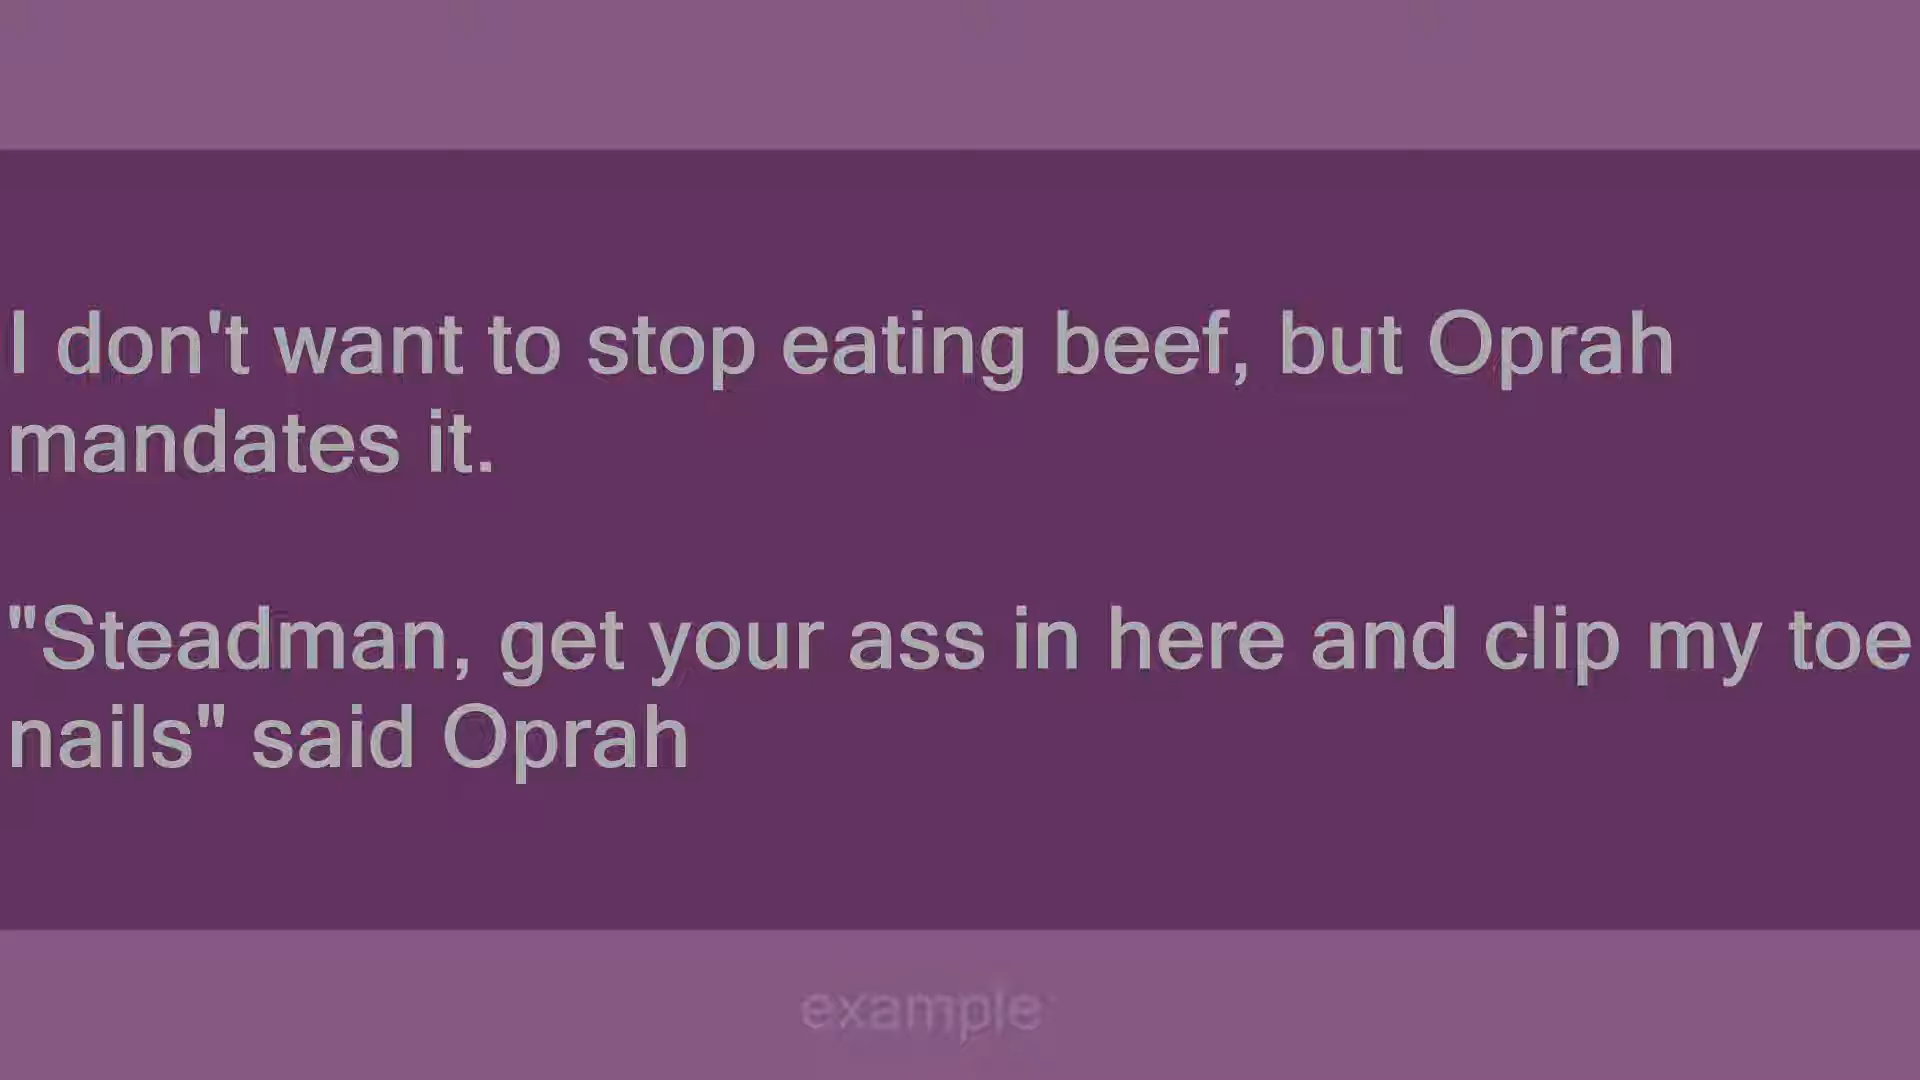 I don't want to stop eating beef, but Oprah
mandates it.
"Steadman, get your ass in here and clip my toe
nails" said Oprah
example